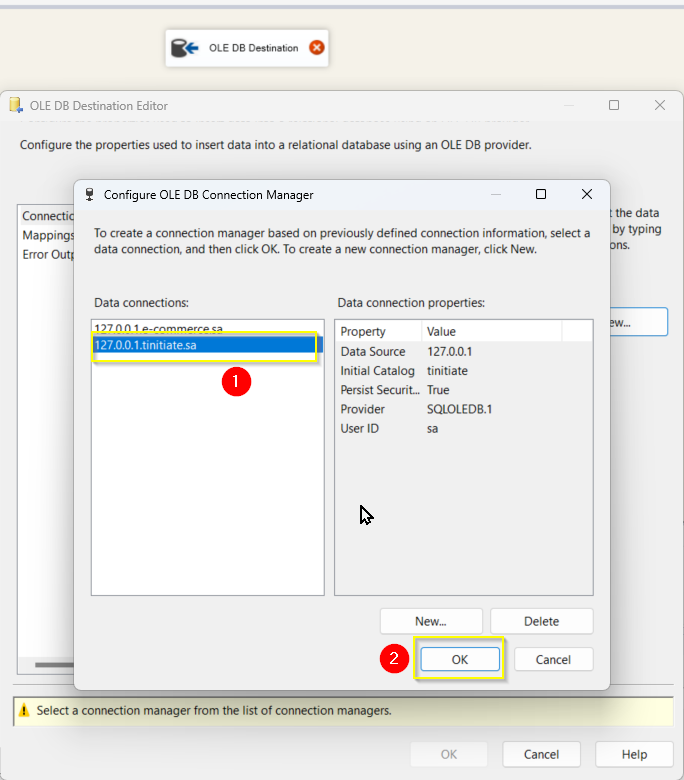 OLE DB Destination
OLE DB Destination Editor
Configure the properties used to insert data into a relational database using an OLE DB provider.
Connectio
Mappings
Error Outp
t the data
by typing
ons.
ew...
Configure OLE DB Connection Manager
To create a connection manager based on previously defined connection information, select a
data connection, and then click OK. To create a new connection manager, click New.
Data connections:
127.0.0.1.e-commerce.sa
127.0.0.1.tinitiate.sa
1
Data connection properties:
Property Value
Data Source 127.0.0.1
Initial Catalog tinitiate
Persist Securit... True
Provider SQLOLEDB.1
User ID sa
New...
Delete
2
OK
Cancel
Select a connection manager from the list of connection managers.
OK
Cancel
Help